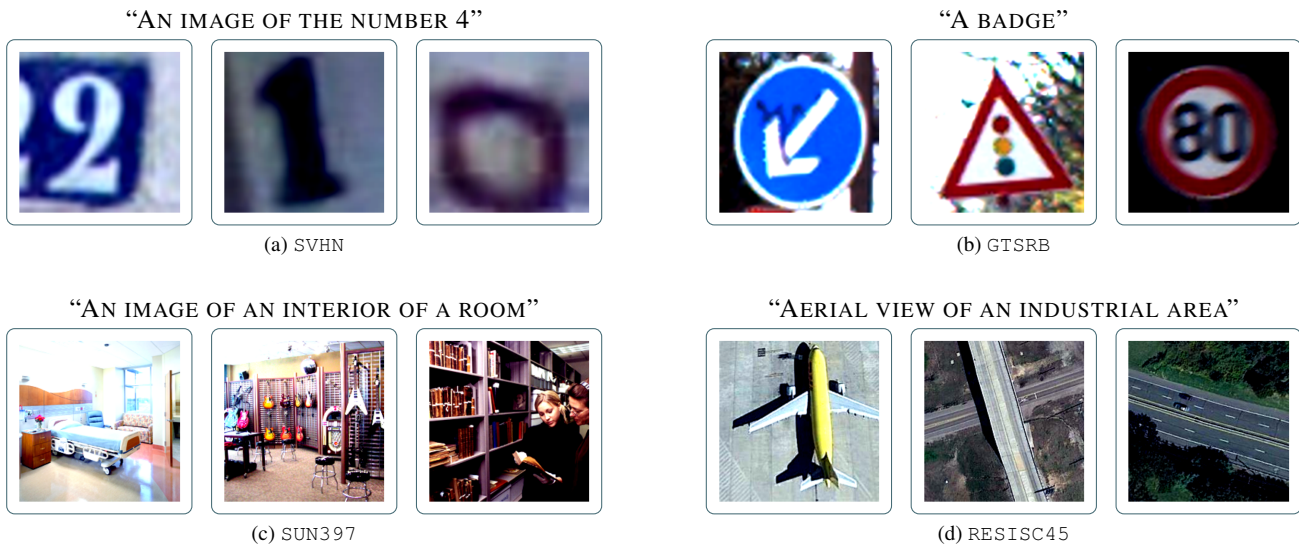 “AN IMAGE OF THE NUMBER 4”
22
1
0
(a) SVHN
“A BADGE”
80
(b) GTSRB
“AN IMAGE OF AN INTERIOR OF A ROOM”
(c) SUN397
“AERIAL VIEW OF AN INDUSTRIAL AREA”
(d) RESISC45